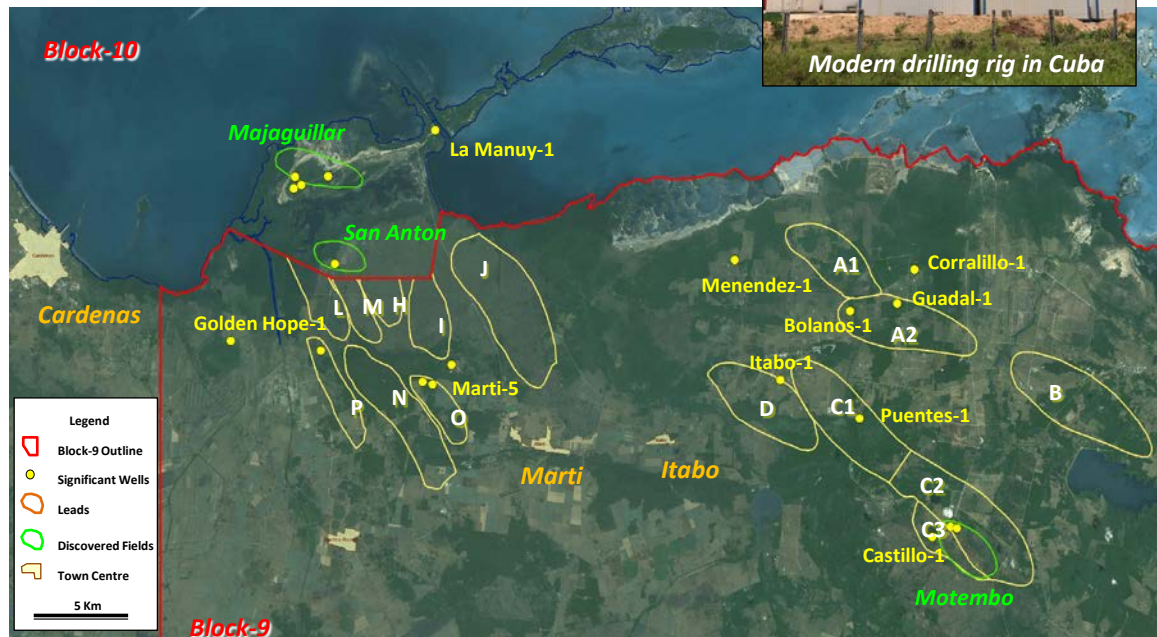 Block-10
Modern drilling rig in Cuba
Majaguillar
La Manuy-1
San Anton
J
A1
Corralillo-1
Menendez-1
Guadal-1
Cardenas
L
M
H
I
Bolanos-1
A2
Golden Hope-1
Itabo-1
Marti-5
B
P
N
O
D
C1
Puentes-1
Marti
Itabo
C2
C3
Castillo-1
Motembo
Legend
Block-9 Outline
Significant Wells
Leads
Discovered Fields
Town Centre
5 Km
Block-9